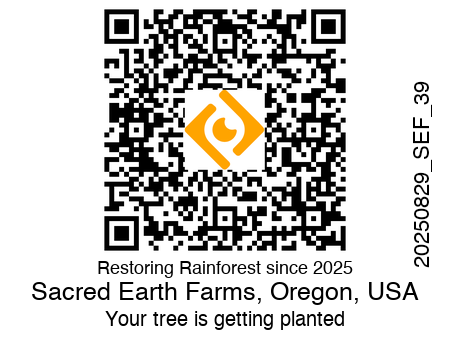 Restoring Rainforest since 2025
Sacred Earth Farms, Oregon, USA
Your tree is getting planted
20250829_SEF_39